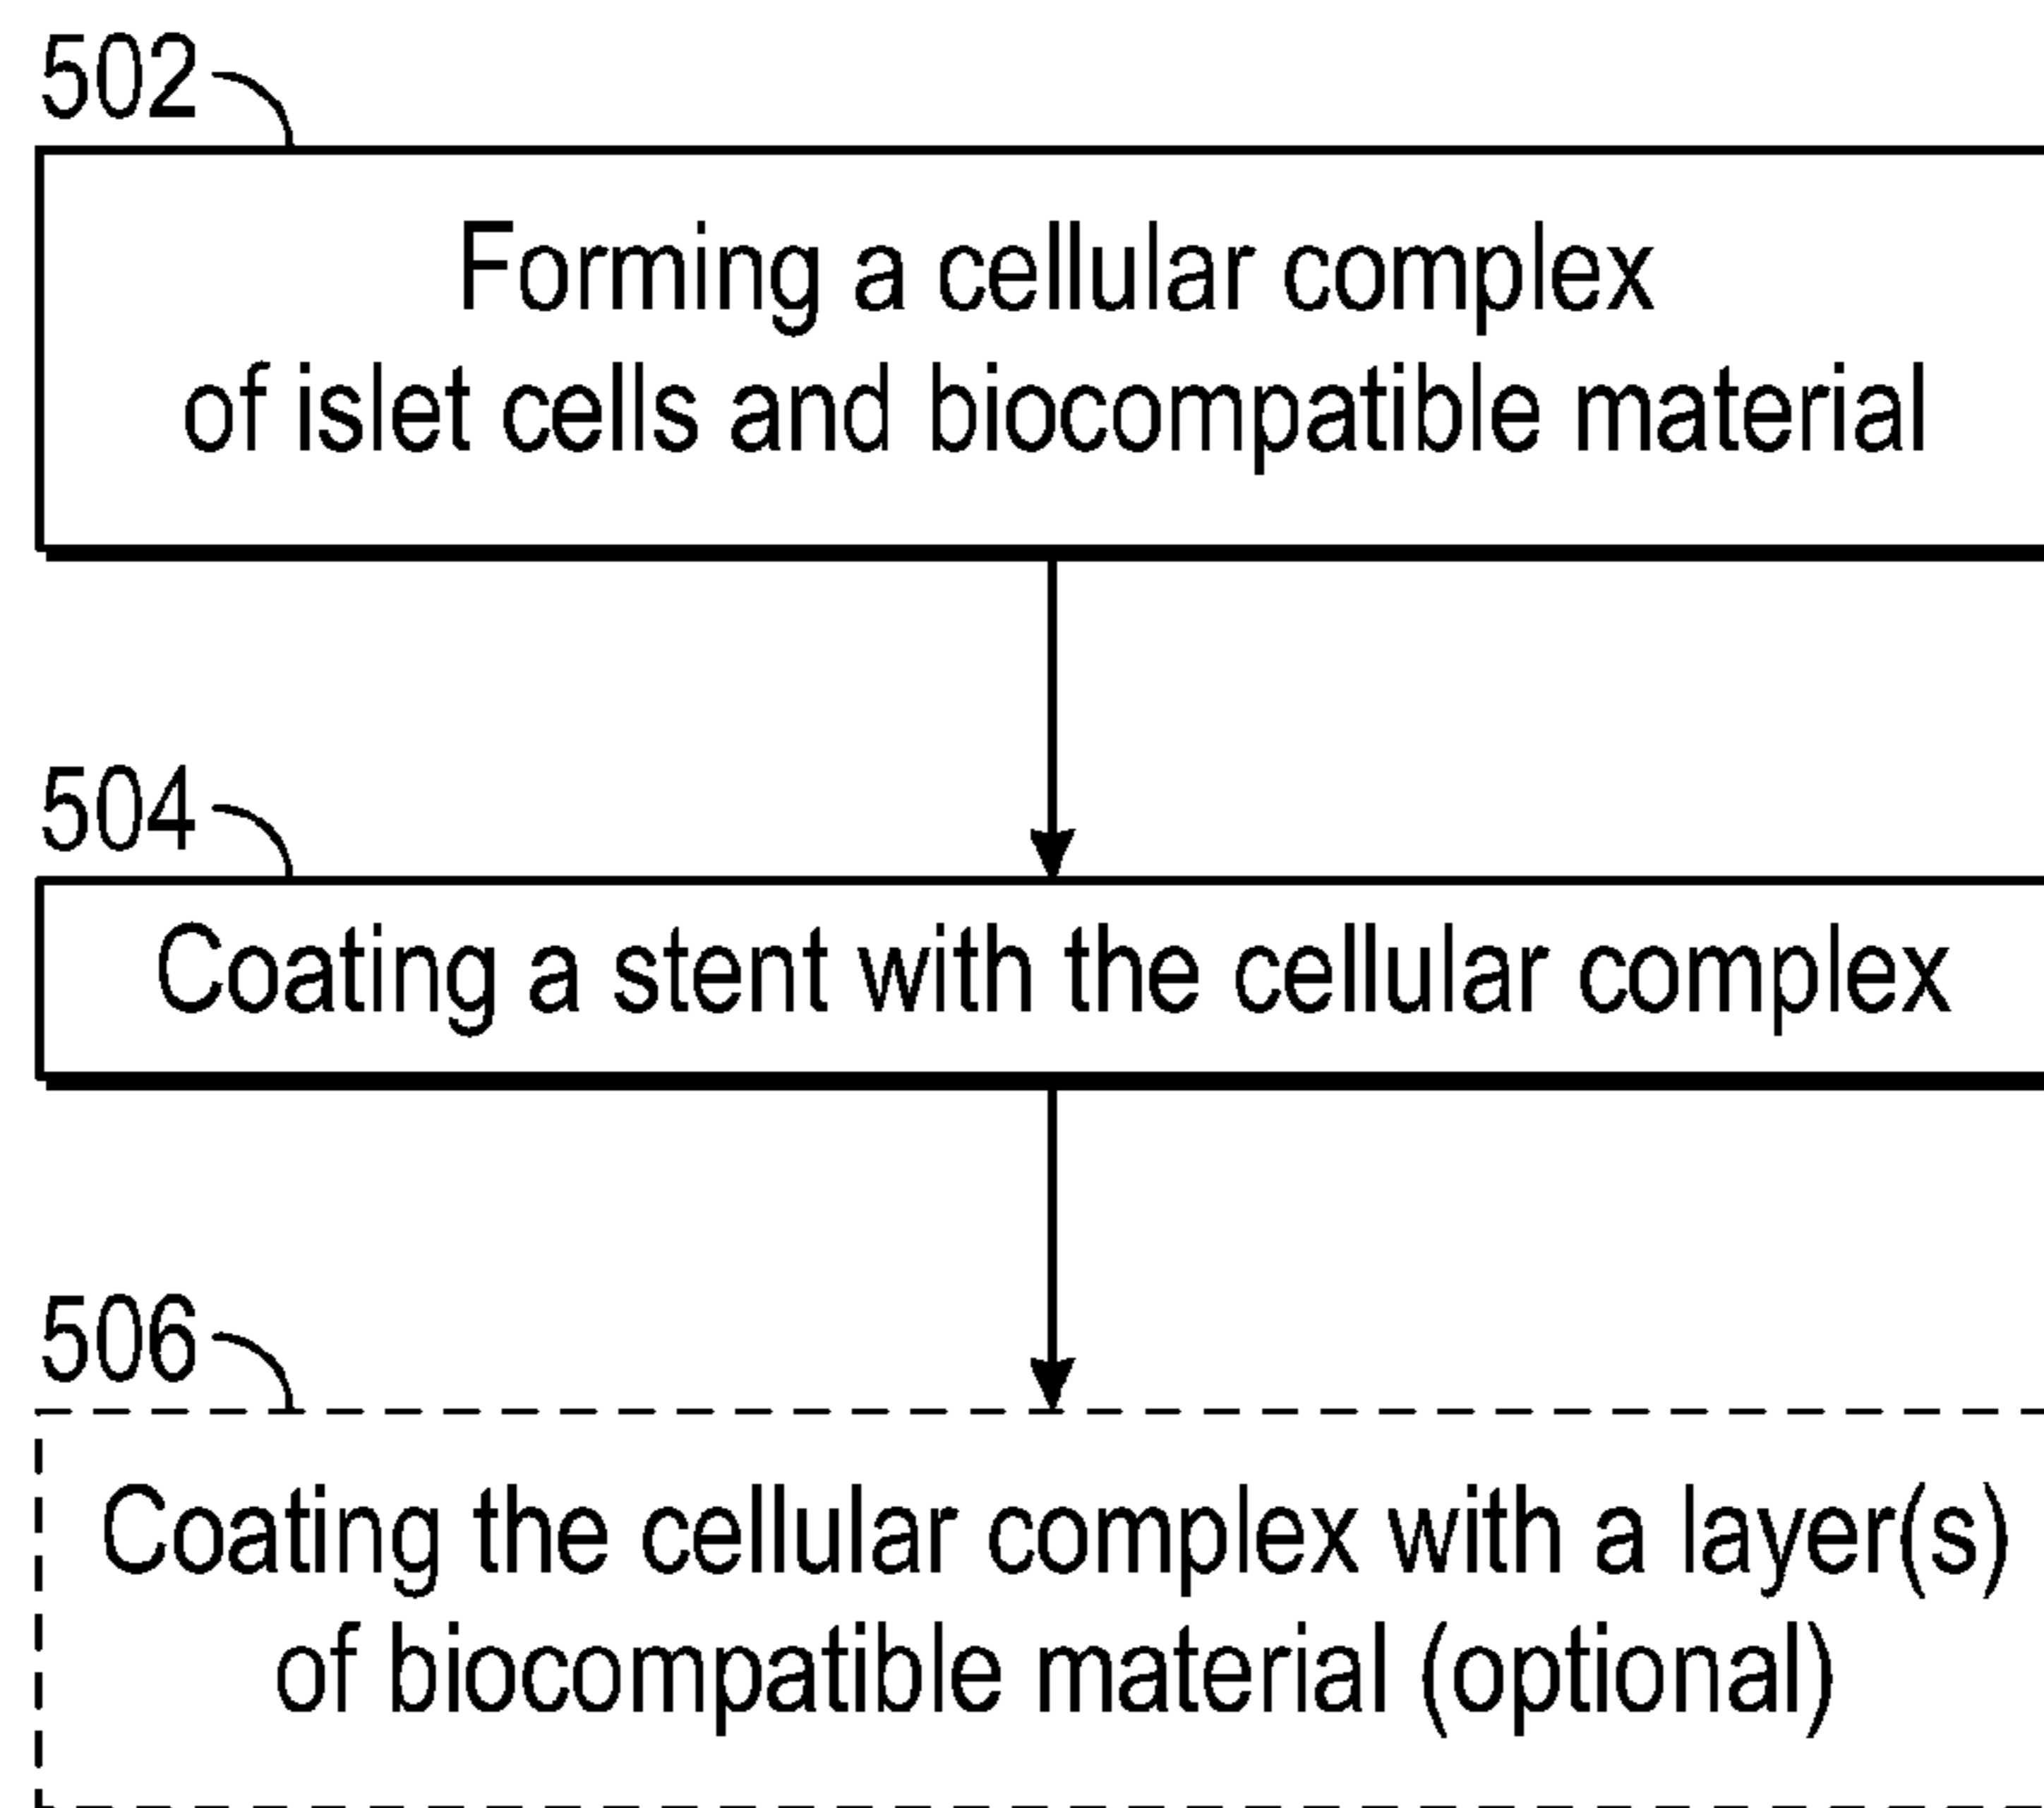 502
Forming a cellular complex
of islet cells and biocompatible material
504
Coating a stent with the cellular complex
506
Coating the cellular complex with a layer(s)
of biocompatible material (optional)